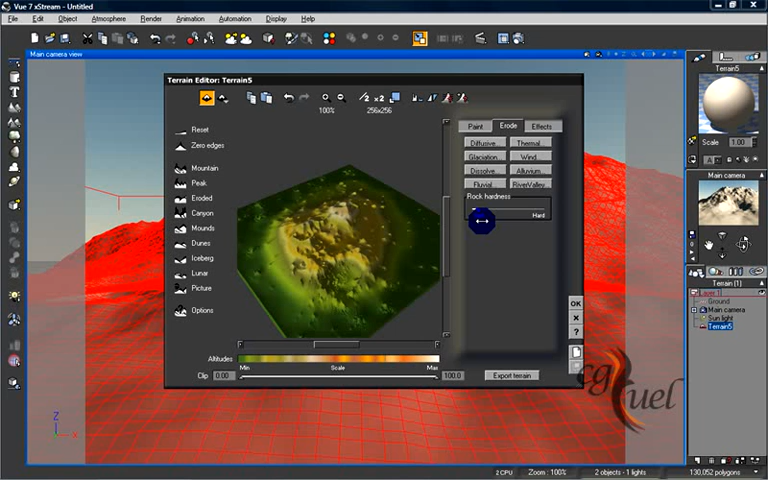 Vue 7 xStream - Untitled
File Edit Object Atmosphere Render Animation Automation Display Help
Main camera view
Terrain5
Scale 1.00
Main camera
Terrain (1)
Layer 1
Ground
Main camera
Sun light
Terrain5
Terrain Editor: Terrain5
100% 256x256
Reset
Zero edges
Mountain
Peak
Eroded
Canyon
Mounds
Dunes
Iceberg
Lunar
Picture
Options
Paint Erode Effects
Diffusive... Thermal...
Glaciation... Wind...
Dissolve... Alluvium...
Fluvial RiverValley
Rock hardness
Hard
OK
Altitudes Min Scale Max
Clip 0.00 100.0
Export terrain
cgfuel
Z
X
2 CPU Zoom : 100% 2 objects - 1 lights 130,052 polygons